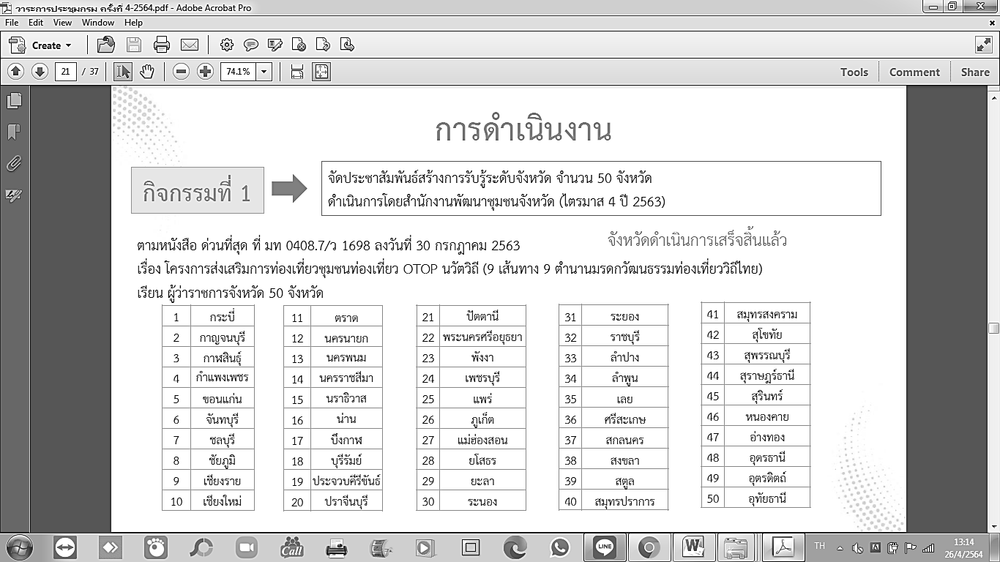 วาระการประชุมกรม ครั้งที่ 4-2564.pdf - Adobe Acrobat Pro
File Edit View Window Help
Create
21 / 37 74.1% Tools Comment Share
การดำเนินงาน
กิจกรรมที่ 1
จัดประชาสัมพันธ์สร้างการรับรู้ระดับจังหวัด จำนวน 50 จังหวัด
ดำเนินการโดยสำนักงานพัฒนาชุมชนจังหวัด (ไตรมาส 4 ปี 2563)
จังหวัดดำเนินการเสร็จสิ้นแล้ว
ตามหนังสือ ด่วนที่สุด ที่ มท 0408.7/ว 1698 ลงวันที่ 30 กรกฎาคม 2563
เรื่อง โครงการส่งเสริมการท่องเที่ยวชุมชนท่องเที่ยว OTOP นวัตวิถี (9 เส้นทาง 9 ตำนานมรดกวัฒนธรรมท่องเที่ยววิถีไทย)
เรียน ผู้ว่าราชการจังหวัด 50 จังหวัด
1 กระบี่
2 กาญจนบุรี
3 กาฬสินธุ์
4 กำแพงเพชร
5 ขอนแก่น
6 จันทบุรี
7 ชลบุรี
8 ชัยภูมิ
9 เชียงราย
10 เชียงใหม่
11 ตราด
12 นครนายก
13 นครพนม
14 นครราชสีมา
15 นราธิวาส
16 น่าน
17 บึงกาฬ
18 บุรีรัมย์
19 ประจวบคีรีขันธ์
20 ปราจีนบุรี
21 ปัตตานี
22 พระนครศรีอยุธยา
23 พังงา
24 เพชรบุรี
25 แพร่
26 ภูเก็ต
27 แม่ฮ่องสอน
28 ยโสธร
29 ยะลา
30 ระนอง
31 ระยอง
32 ราชบุรี
33 ลำปาง
34 ลำพูน
35 เลย
36 ศรีสะเกษ
37 สกลนคร
38 สงขลา
39 สตูล
40 สมุทรปราการ
41 สมุทรสงคราม
42 สุโขทัย
43 สุพรรณบุรี
44 สุราษฎร์ธานี
45 สุรินทร์
46 หนองคาย
47 อ่างทอง
48 อุดรธานี
49 อุตรดิตถ์
50 อุทัยธานี
Call
LINE
TH
13:14
26/4/2564